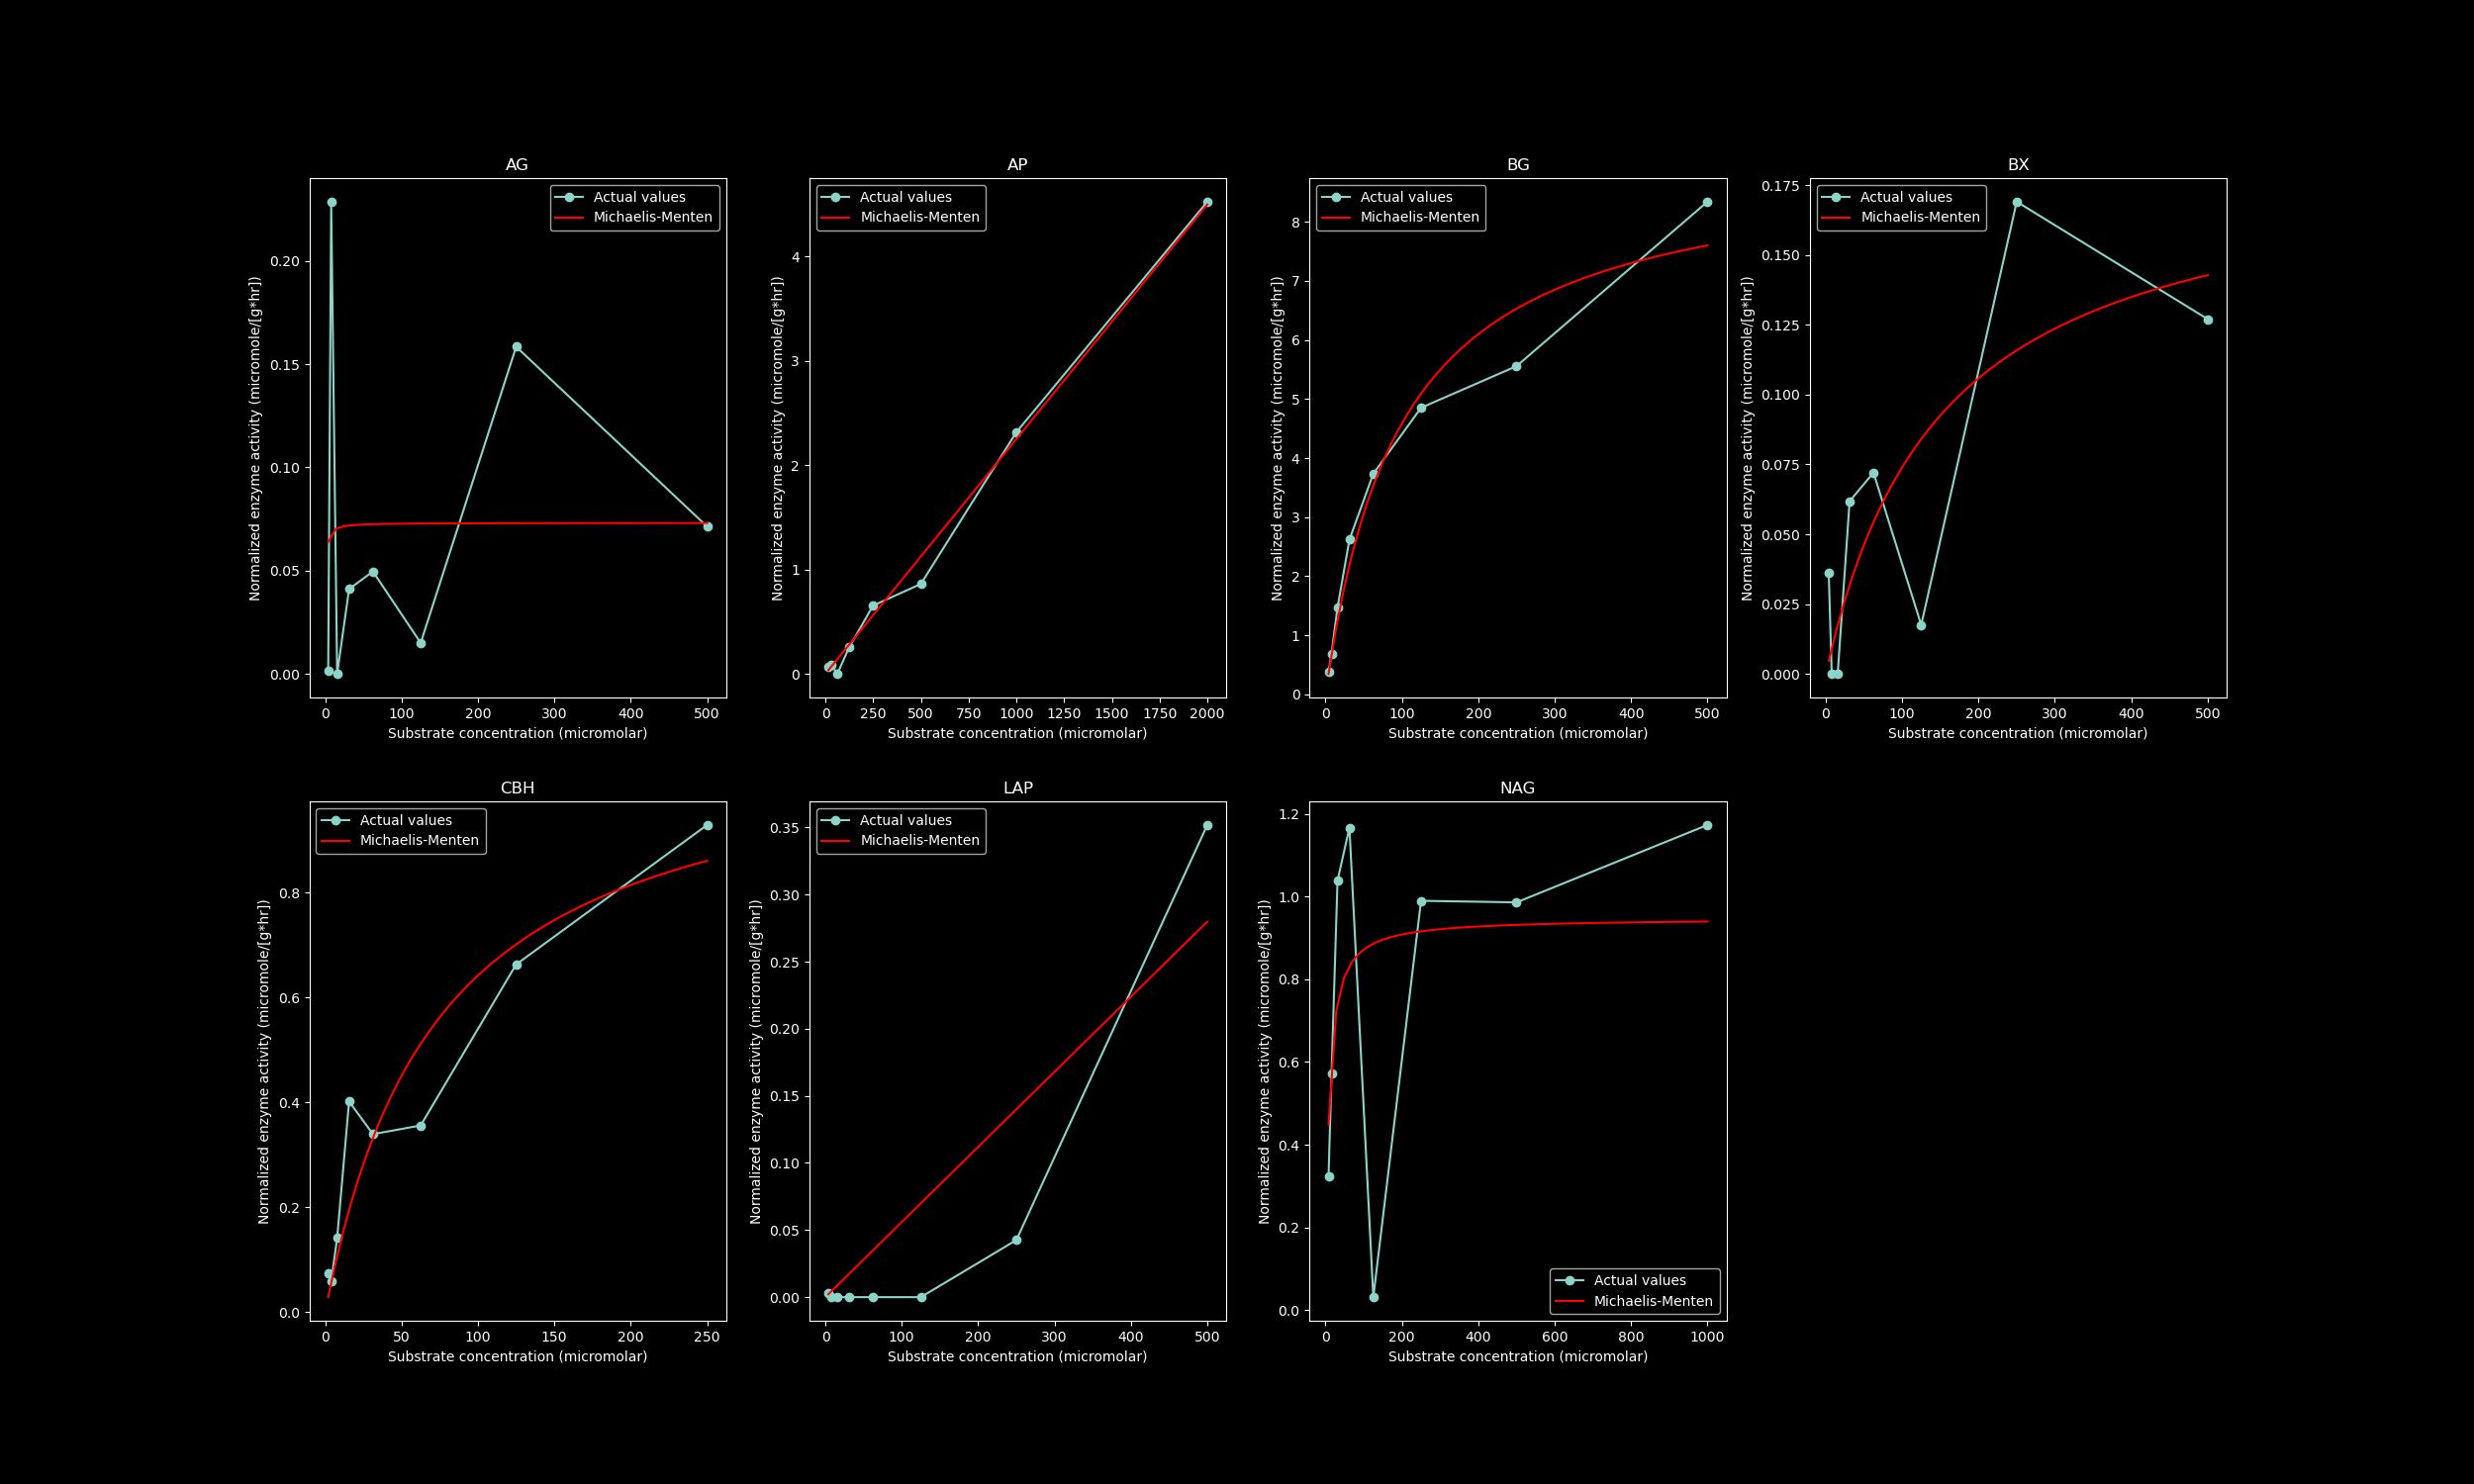 AG
Normalized enzyme activity (micromole/[g*hr])
0.20
0.15
0.10
0.05
0.00
Actual values
Michaelis-Menten
0 100 200 300 400 500
Substrate concentration (micromolar)
AP
Normalized enzyme activity (micromole/[g*hr])
4
3
2
1
0
Actual values
Michaelis-Menten
0 250 500 750 1000 1250 1500 1750 2000
Substrate concentration (micromolar)
BG
Normalized enzyme activity (micromole/[g*hr])
8
7
6
5
4
3
2
1
0
Actual values
Michaelis-Menten
0 100 200 300 400 500
Substrate concentration (micromolar)
BX
Normalized enzyme activity (micromole/[g*hr])
0.175
0.150
0.125
0.100
0.075
0.050
0.025
0.000
Actual values
Michaelis-Menten
0 100 200 300 400 500
Substrate concentration (micromolar)
CBH
Normalized enzyme activity (micromole/[g*hr])
0.8
0.6
0.4
0.2
0.0
Actual values
Michaelis-Menten
0 50 100 150 200 250
Substrate concentration (micromolar)
LAP
Normalized enzyme activity (micromole/[g*hr])
0.35
0.30
0.25
0.20
0.15
0.10
0.05
0.00
Actual values
Michaelis-Menten
0 100 200 300 400 500
Substrate concentration (micromolar)
NAG
Normalized enzyme activity (micromole/[g*hr])
1.2
1.0
0.8
0.6
0.4
0.2
0.0
Actual values
Michaelis-Menten
0 200 400 600 800 1000
Substrate concentration (micromolar)